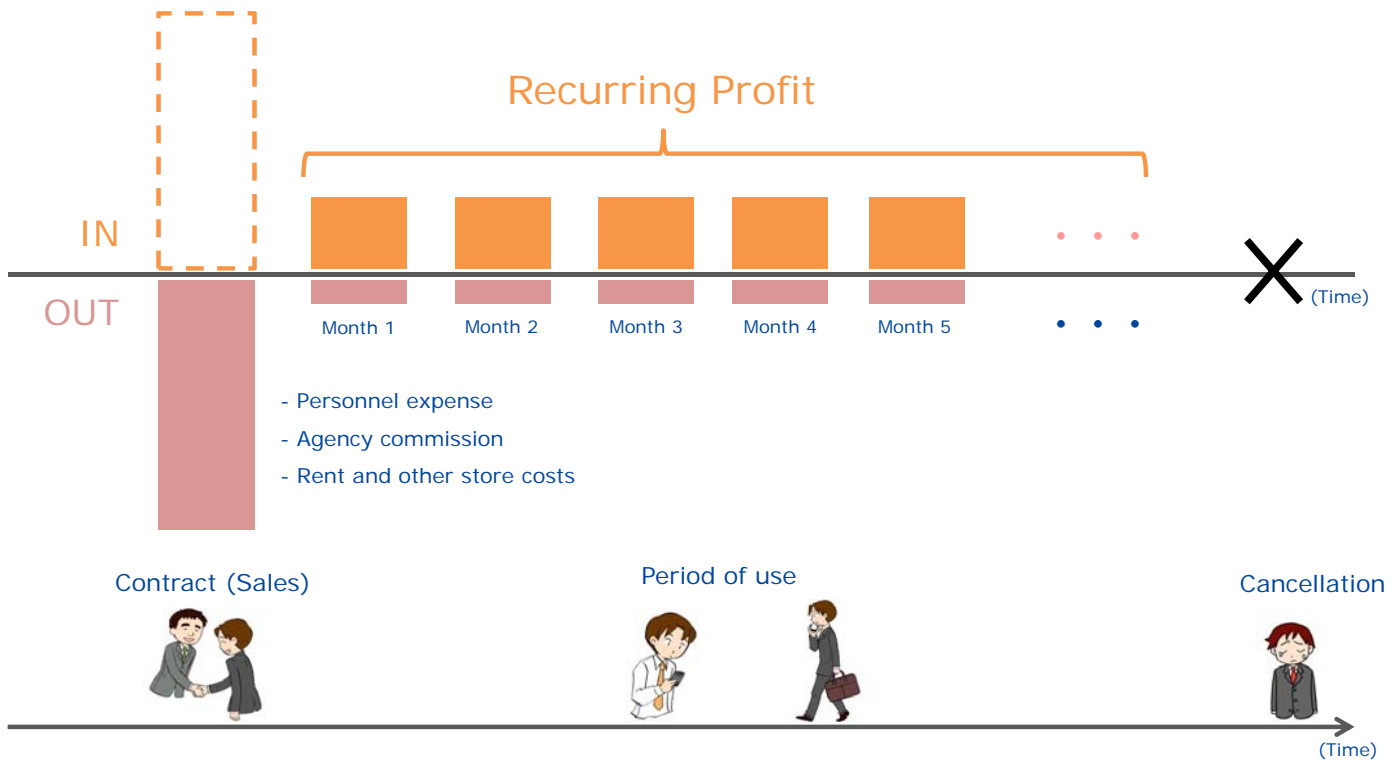 Recurring Profit
IN
OUT
(Time)
Month 1
Month 2
Month 3
Month 4
Month 5
- Personnel expense
- Agency commission
- Rent and other store costs
Contract (Sales)
Period of use
Cancellation
(Time)